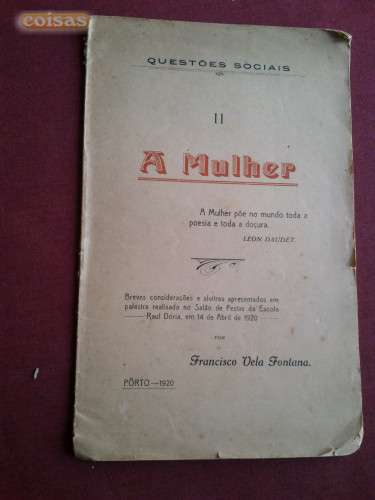 coisas
QUESTÕES SOCIAIS
II
A Mulher
A Mulher põe no mundo toda a
poesia e toda a doçura.
LEON DAUDET.
Breves considerações e alvitres apresentados em
palestra realisada no Salão de Festas da Escola
Raul Dória, em 14 de Abril de 1920
POR
Francisco Vela Fontana.
PÔRTO—1920